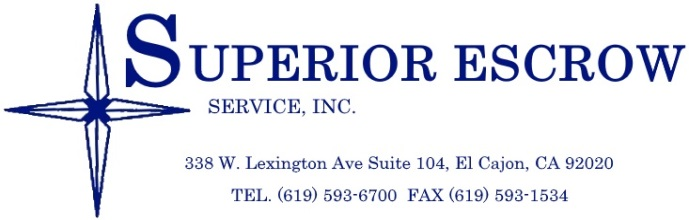 SUPERIOR ESCROW
SERVICE, INC.
338 W. Lexington Ave Suite 104, El Cajon, CA 92020
TEL. (619) 593-6700 FAX (619) 593-1534